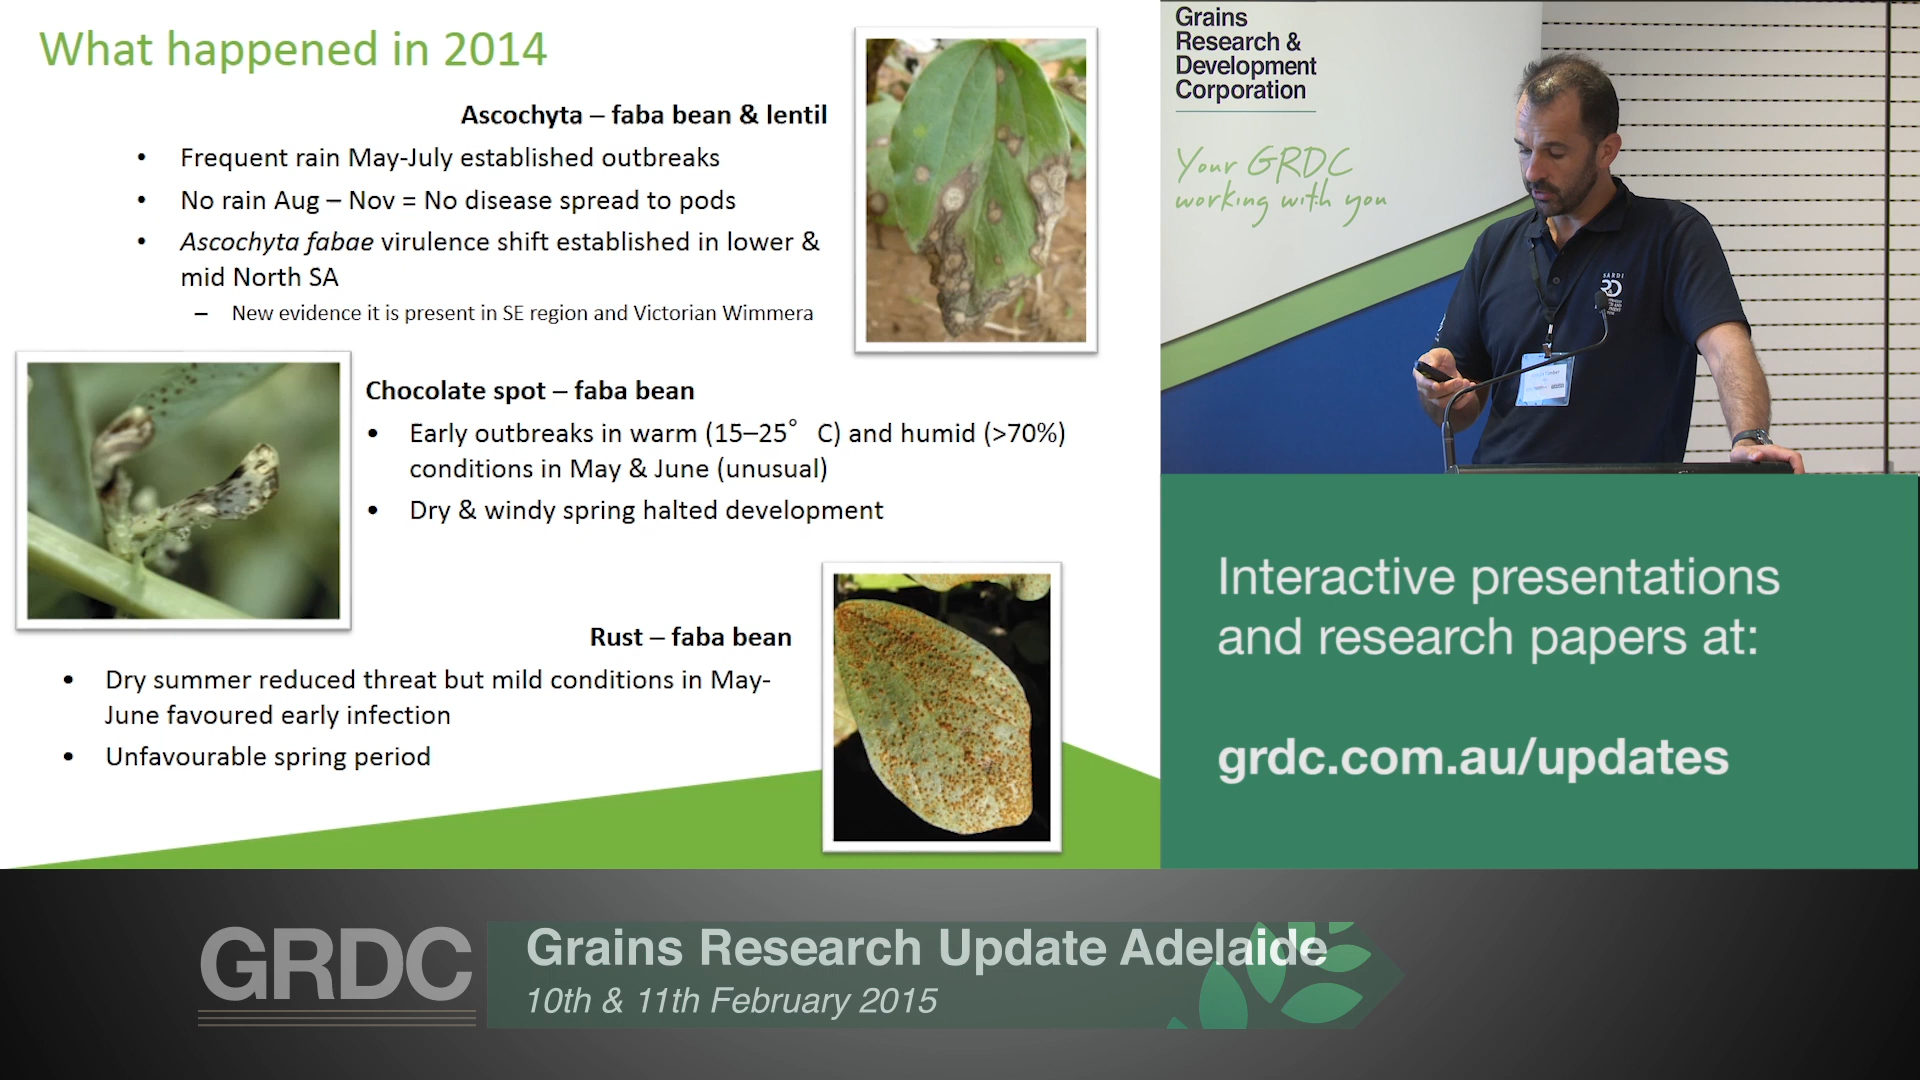 What happened in 2014
Ascochyta – faba bean & lentil
• Frequent rain May-July established outbreaks
• No rain Aug – Nov = No disease spread to pods
• Ascochyta fabae virulence shift established in lower &
mid North SA
– New evidence it is present in SE region and Victorian Wimmera
Chocolate spot – faba bean
• Early outbreaks in warm (15–25° C) and humid (>70%)
conditions in May & June (unusual)
• Dry & windy spring halted development
Rust – faba bean
• Dry summer reduced threat but mild conditions in May-
June favoured early infection
• Unfavourable spring period
Grains
Research &
Development
Corporation
Your GRDC
working with you
SARDI
Interactive presentations
and research papers at:
grdc.com.au/updates
GRDC
Grains Research Update Adelaide
10th & 11th February 2015